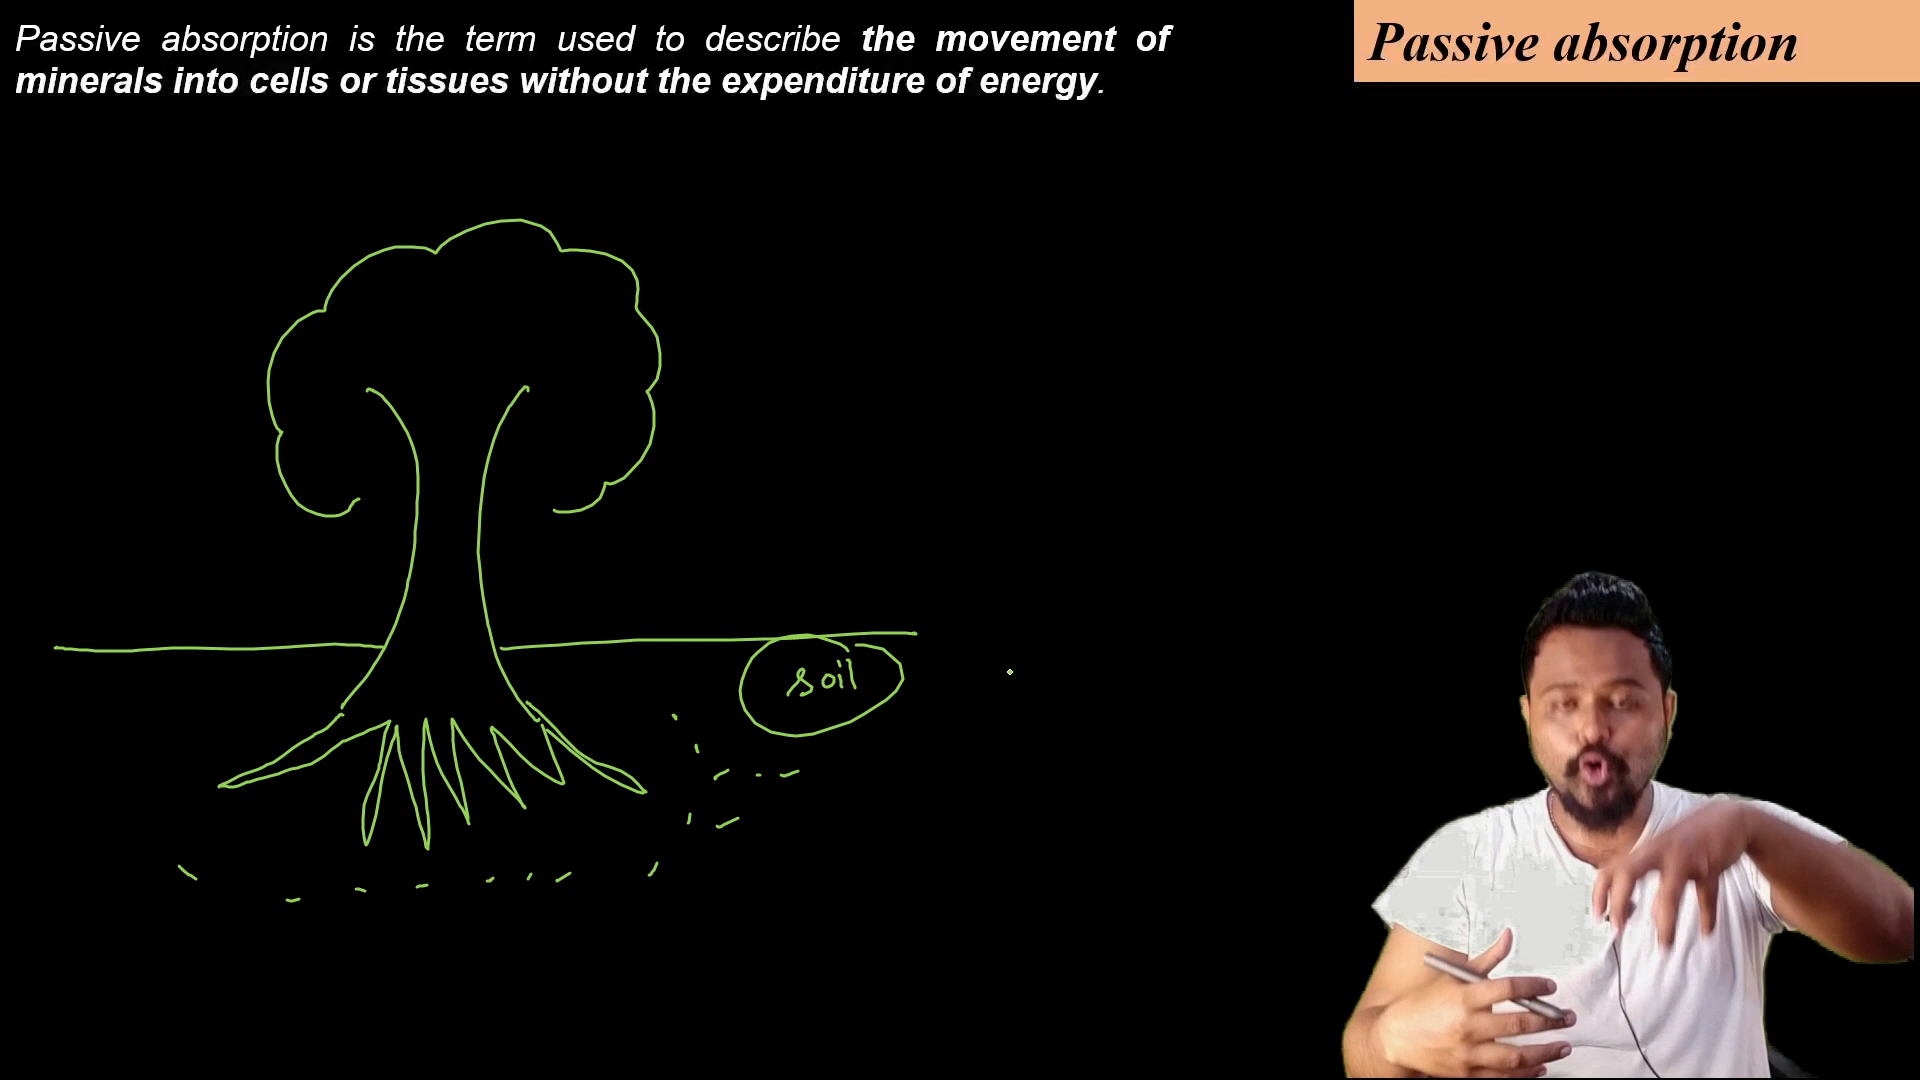 Passive absorption is the term used to describe the movement of
minerals into cells or tissues without the expenditure of energy.
Passive absorption
soil